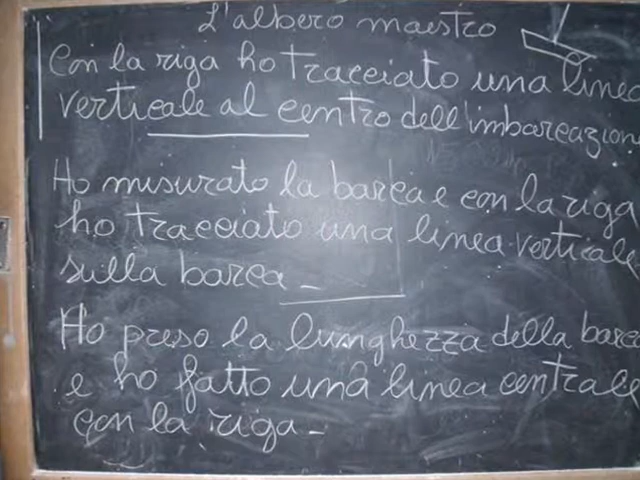 L'albero maestro
Con la riga ho tracciato una linea
verticale al centro dell'imbarcazione
Ho misurato la barca e con la riga
ho tracciato una linea verticale
sulla barca -
Ho preso la lunghezza della barca
e ho fatto una linea centrale
con la riga -